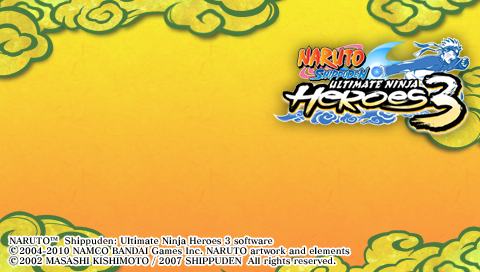 NARUTO
SHIPPUDEN
ULTIMATE NINJA
HEROES 3
NARUTO™ Shippuden: Ultimate Ninja Heroes 3 software
©2004-2010 NAMCO BANDAI Games Inc. NARUTO artwork and elements
©2002 MASASHI KISHIMOTO / 2007 SHIPPUDEN All rights reserved.